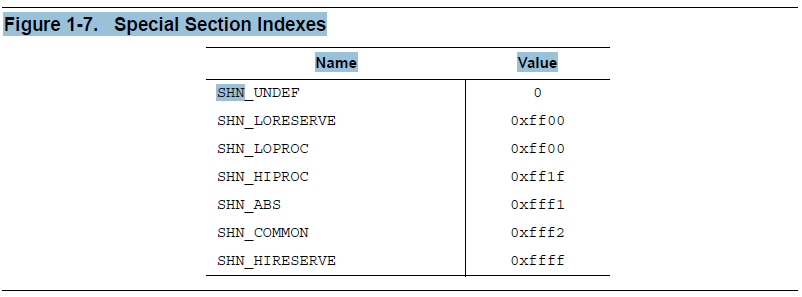 Figure 1-7. Special Section Indexes
Name Value
SHN_UNDEF 0
SHN_LORESERVE 0xff00
SHN_LOPROC 0xff00
SHN_HIPROC 0xff1f
SHN_ABS 0xfff1
SHN_COMMON 0xfff2
SHN_HIRESERVE 0xffff